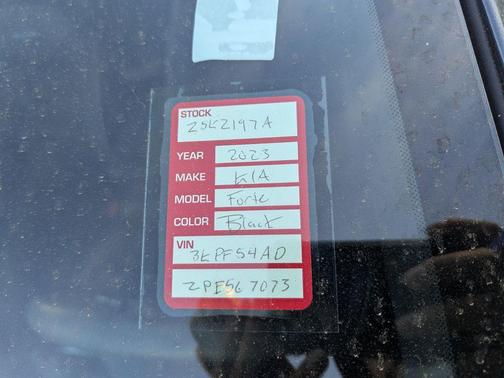 STOCK
25K2197A
YEAR 2023
MAKE KIA
MODEL Forte
COLOR Black
VIN
3KPF54AD
2PE567073